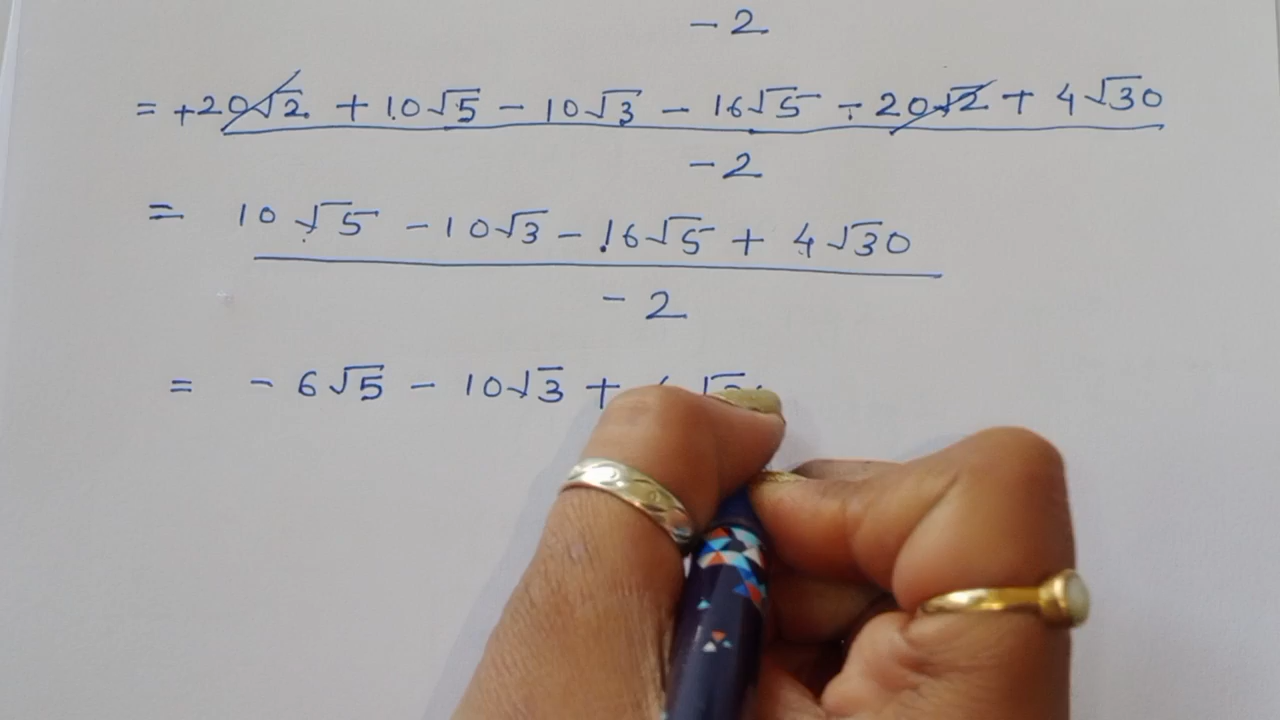 -2
= +20√2 + 10√5 - 10√3 - 16√5 - 20√2 + 4√30
-2
= 10√5 - 10√3 - 16√5 + 4√30
-2
= - 6√5 - 10√3 +